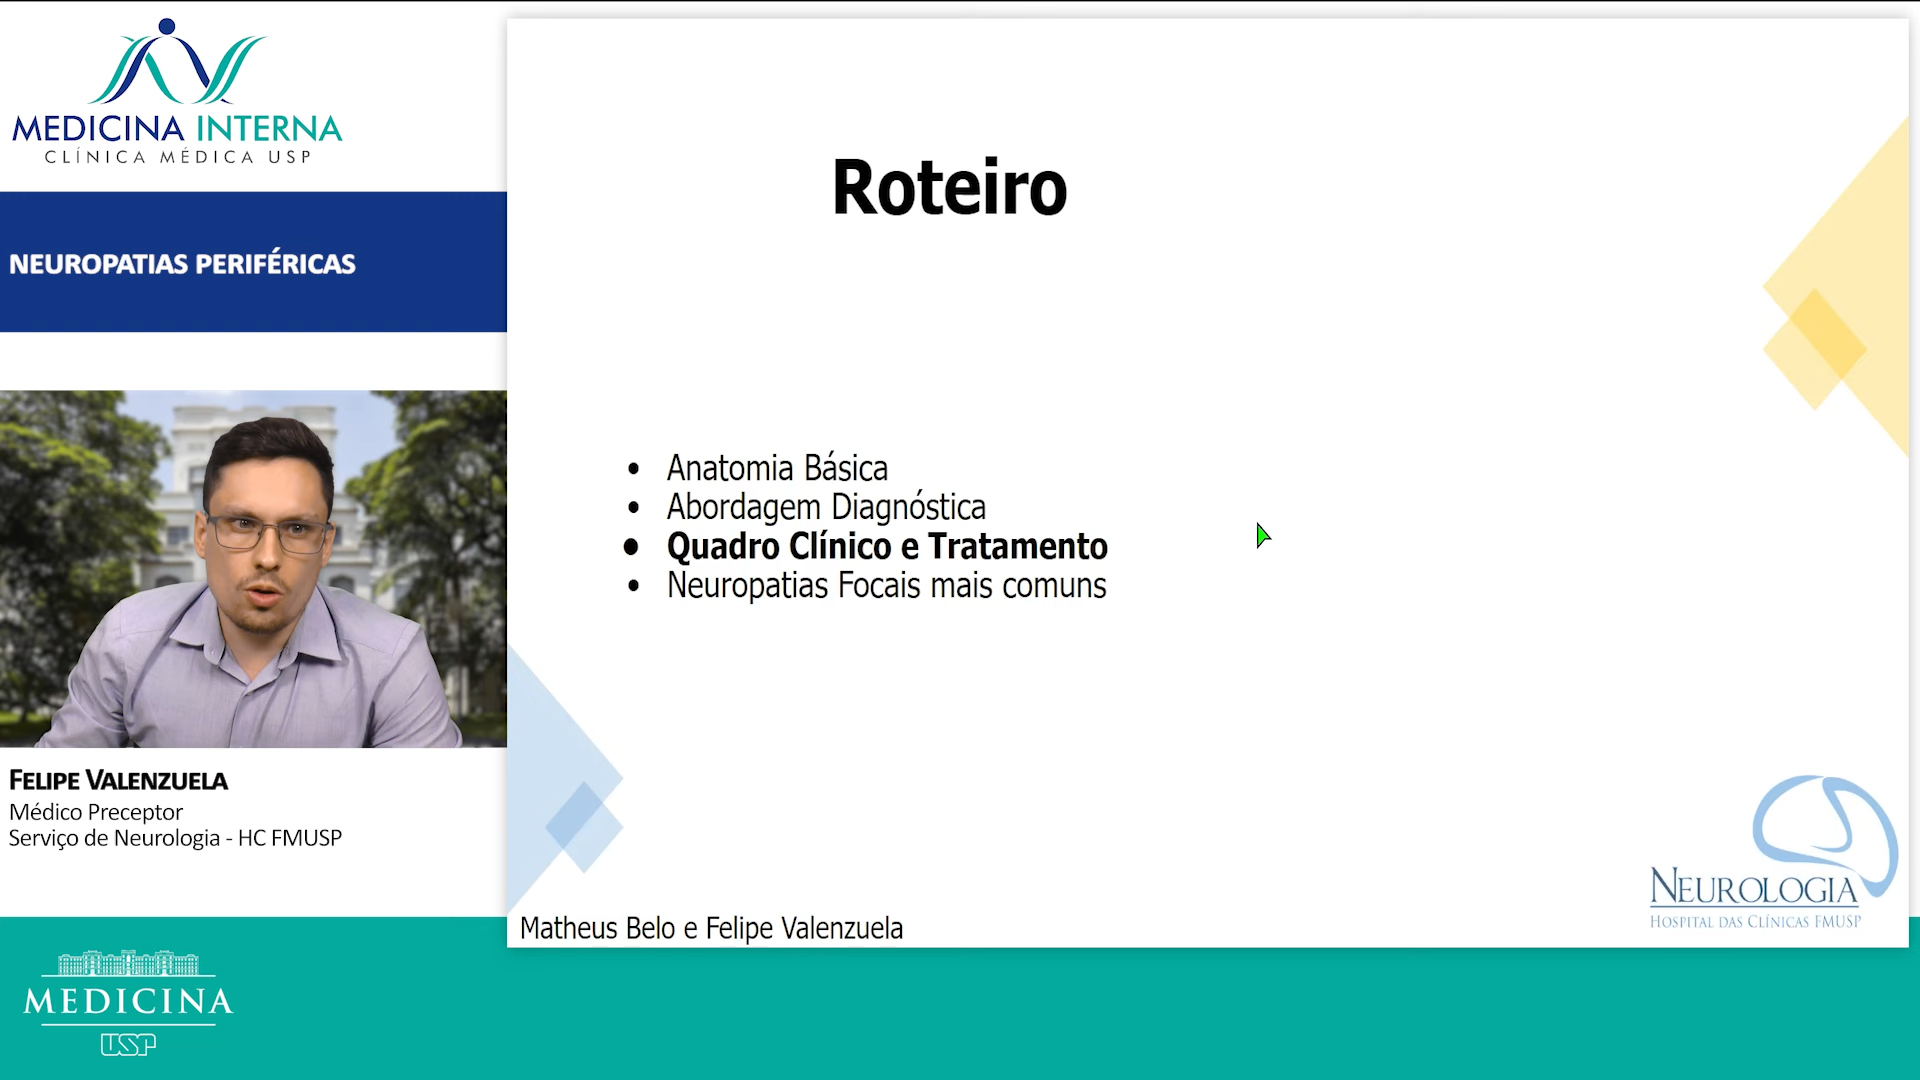 MEDICINA INTERNA
CLÍNICA MÉDICA USP
NEUROPATIAS PERIFÉRICAS
FELIPE VALENZUELA
Médico Preceptor
Serviço de Neurologia - HC FMUSP
MEDICINA
USP
Roteiro
• Anatomia Básica
• Abordagem Diagnóstica
• Quadro Clínico e Tratamento
• Neuropatias Focais mais comuns
Matheus Belo e Felipe Valenzuela
NEUROLOGIA
HOSPITAL DAS CLÍNICAS FMUSP